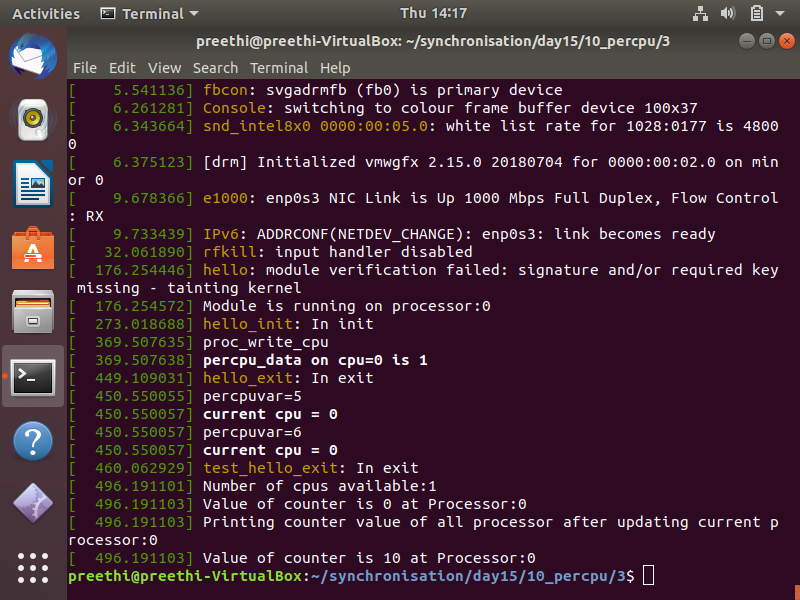 Activities Terminal Thu 14:17
preethi@preethi-VirtualBox: ~/synchronisation/day15/10_percpu/3
File Edit View Search Terminal Help
[    5.541136] fbcon: svgadrmfb (fb0) is primary device
[    6.261281] Console: switching to colour frame buffer device 100x37
[    6.343664] snd_intel8x0 0000:00:05.0: white list rate for 1028:0177 is 4800
0
[    6.375123] [drm] Initialized vmwgfx 2.15.0 20180704 for 0000:00:02.0 on min
or 0
[    9.678366] e1000: enp0s3 NIC Link is Up 1000 Mbps Full Duplex, Flow Control
: RX
[    9.733439] IPv6: ADDRCONF(NETDEV_CHANGE): enp0s3: link becomes ready
[   32.061890] rfkill: input handler disabled
[  176.254446] hello: module verification failed: signature and/or required key
 missing - tainting kernel
[  176.254572] Module is running on processor:0
[  273.018688] hello_init: In init
[  369.507635] proc_write_cpu
[  369.507638] percpu_data on cpu=0 is 1
[  449.109031] hello_exit: In exit
[  450.550055] percpuvar=5
[  450.550057] current cpu = 0
[  450.550057] percpuvar=6
[  450.550057] current cpu = 0
[  460.062929] test_hello_exit: In exit
[  496.191101] Number of cpus available:1
[  496.191103] Value of counter is 0 at Processor:0
[  496.191103] Printing counter value of all processor after updating current p
rocessor:0
[  496.191103] Value of counter is 10 at Processor:0
preethi@preethi-VirtualBox:~/synchronisation/day15/10_percpu/3$